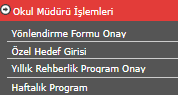 Okul Müdürü İşlemleri
Yönlendirme Formu Onay
Özel Hedef Girisi
Yıllık Rehberlik Program Onay
Haftalık Program